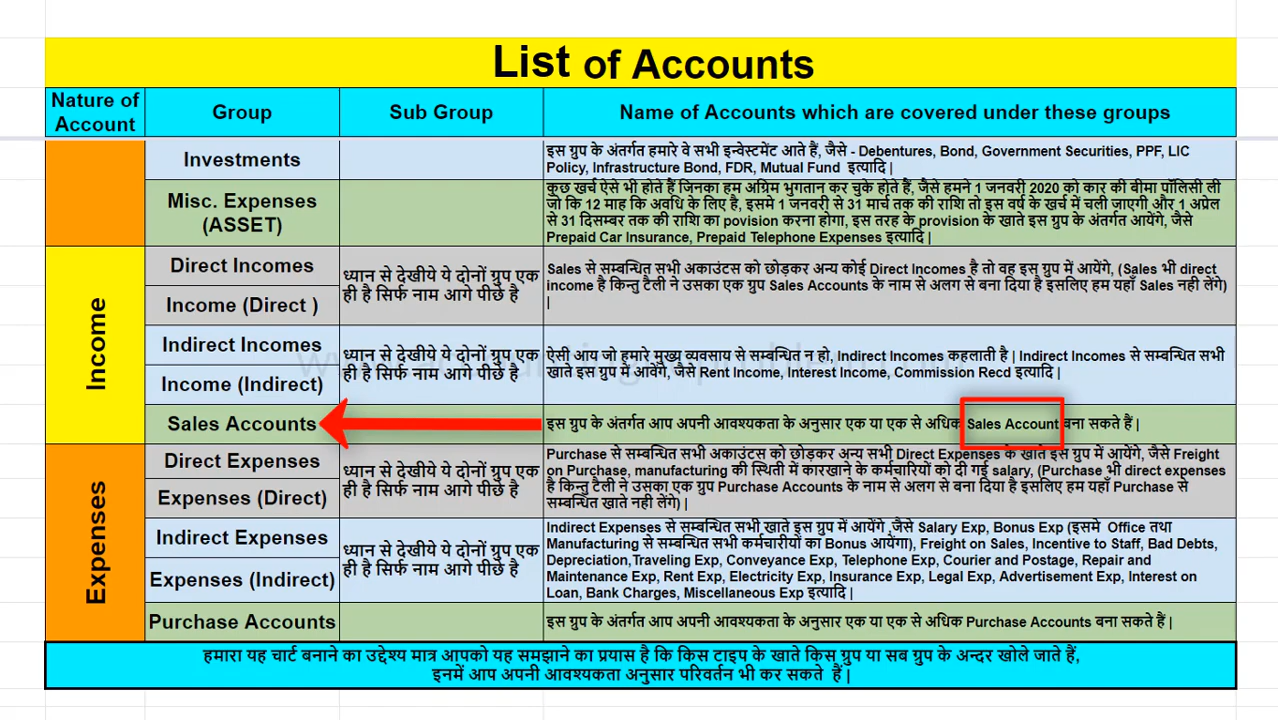 List of Accounts
Nature of Account
Group
Sub Group
Name of Accounts which are covered under these groups
Investments
इस ग्रुप के अंतर्गत हमारे वे सभी इन्वेस्टमेंट आते हैं, जैसे - Debentures, Bond, Government Securities, PPF, LIC
Policy, Infrastructure Bond, FDR, Mutual Fund इत्यादि |
Misc. Expenses
(ASSET)
कुछ खर्च ऐसे भी होते हैं जिनका हम अग्रिम भुगतान कर चुके होते हैं, जैसे हमने 1 जनवरी 2020 को कार की बीमा पॉलिसी ली
जो कि 12 माह कि अवधि के लिए है, इसमे 1 जनवरी से 31 मार्च तक की राशि तो इस वर्ष के खर्च में चली जाएगी और 1 अप्रेल
से 31 दिसम्बर तक की राशि का povision करना होगा, इस तरह के provision के खाते इस ग्रुप के अंतर्गत आयेंगे, जैसे
Prepaid Car Insurance, Prepaid Telephone Expenses इत्यादि |
Income
Direct Incomes
Income (Direct )
ध्यान से देखीये ये दोनों ग्रुप एक
ही है सिर्फ नाम आगे पीछे है
Sales से सम्बन्धित सभी अकाउंटस को छोड़कर अन्य कोई Direct Incomes है तो वह इस ग्रुप में आयेंगे, (Sales भी direct
income है किन्तु टैली ने उसका एक ग्रुप Sales Accounts के नाम से अलग से बना दिया है इसलिए हम यहाँ Sales नही लेंगे)
|
Indirect Incomes
Income (Indirect)
ध्यान से देखीये ये दोनों ग्रुप एक
ही है सिर्फ नाम आगे पीछे है
ऐसी आय जो हमारे मुख्य व्यवसाय से सम्बन्धित न हो, Indirect Incomes कहलाती है | Indirect Incomes से सम्बन्धित सभी
खाते इस ग्रुप में आवेंगे, जैसे Rent Income, Interest Income, Commission Recd इत्यादि |
Sales Accounts
इस ग्रुप के अंतर्गत आप अपनी आवश्यकता के अनुसार एक या एक से अधिक Sales Account बना सकते हैं |
Expenses
Direct Expenses
Expenses (Direct)
ध्यान से देखीये ये दोनों ग्रुप एक
ही है सिर्फ नाम आगे पीछे है
Purchase से सम्बन्धित सभी अकाउंटस को छोड़कर अन्य सभी Direct Expenses के खाते इस ग्रुप में आयेंगे, जैसे Freight
on Purchase, manufacturing की स्थिती में कारखाने के कर्मचारियों को दी गई salary, (Purchase भी direct expenses
है किन्तु टैली ने उसका एक ग्रुप Purchase Accounts के नाम से अलग से बना दिया है इसलिए हम यहाँ Purchase से
सम्बन्धित खाते नही लेंगे) |
Indirect Expenses
Expenses (Indirect)
ध्यान से देखीये ये दोनों ग्रुप एक
ही है सिर्फ नाम आगे पीछे है
Indirect Expenses से सम्बन्धित सभी खाते इस ग्रुप में आयेंगे ,जैसे Salary Exp, Bonus Exp (इसमे Office तथा
Manufacturing से सम्बन्धित सभी कर्मचारीयों का Bonus आयेंगा), Freight on Sales, Incentive to Staff, Bad Debts,
Depreciation,Traveling Exp, Conveyance Exp, Telephone Exp, Courier and Postage, Repair and
Maintenance Exp, Rent Exp, Electricity Exp, Insurance Exp, Legal Exp, Advertisement Exp, Interest on
Loan, Bank Charges, Miscellaneous Exp इत्यादि |
Purchase Accounts
इस ग्रुप के अंतर्गत आप अपनी आवश्यकता के अनुसार एक या एक से अधिक Purchase Accounts बना सकते हैं |
हमारा यह चार्ट बनाने का उद्देश्य मात्र आपको यह समझाने का प्रयास है कि किस टाइप के खाते किस ग्रुप या सब ग्रुप के अन्दर खोले जाते हैं,
इनमें आप अपनी आवश्यकता अनुसार परिवर्तन भी कर सकते हैं |